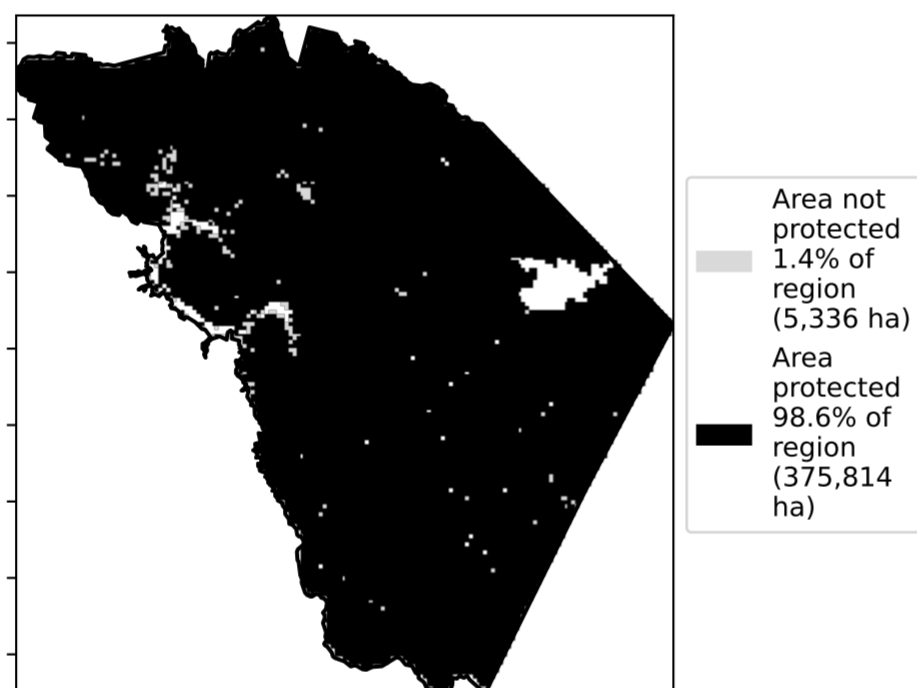 Area not
protected
1.4% of
region
(5,336 ha)
Area
protected
98.6% of
region
(375,814
ha)